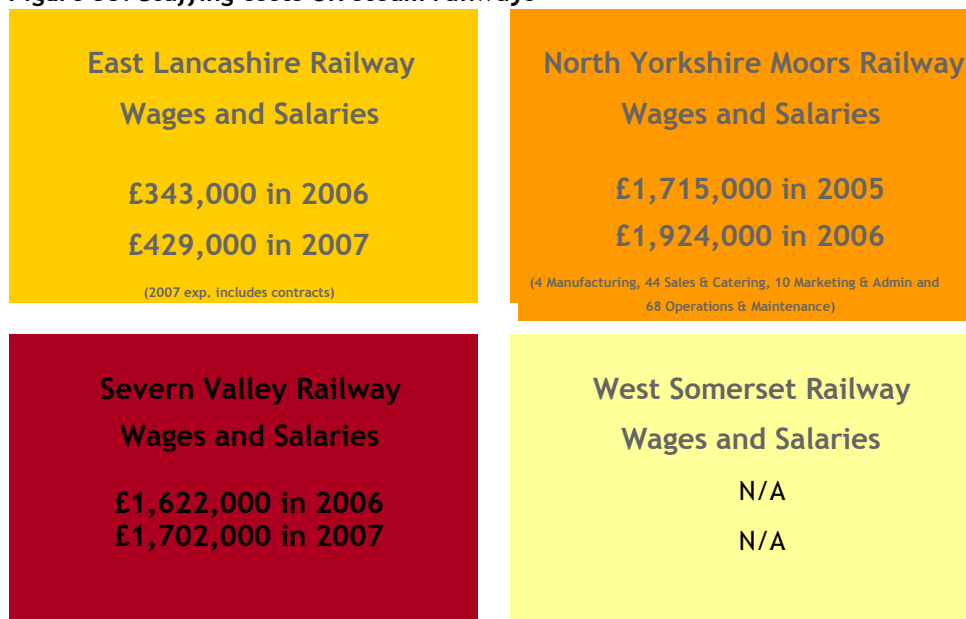 East Lancashire Railway
Wages and Salaries
£343,000 in 2006
£429,000 in 2007
(2007 exp. includes contracts)
North Yorkshire Moors Railway
Wages and Salaries
£1,715,000 in 2005
£1,924,000 in 2006
(4 Manufacturing, 44 Sales & Catering, 10 Marketing & Admin and
68 Operations & Maintenance)
Severn Valley Railway
Wages and Salaries
£1,622,000 in 2006
£1,702,000 in 2007
West Somerset Railway
Wages and Salaries
N/A
N/A